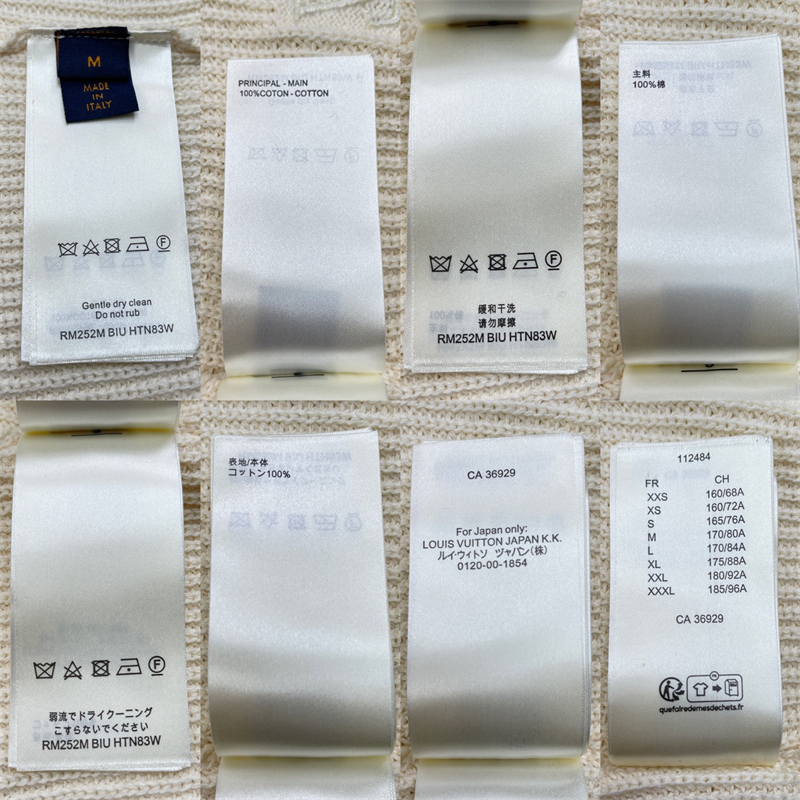 M
MADE
IN
ITALY
Gentle dry clean
Do not rub
RM252M BIU HTN83W
PRINCIPAL - MAIN
100%COTON - COTTON
F
缓和干洗
请勿摩擦
RM252M BIU HTN83W
主料
100%棉
弱流でドライクーニング
こすらないでください
RM252M BIU HTN83W
表地/本体
コットン100%
CA 36929
For Japan only:
LOUIS VUITTON JAPAN K.K.
ルイ・ウィトソ ヅャパン(株)
0120-00-1854
112484
FR CH
XXS 160/68A
XS 160/72A
S 165/76A
M 170/80A
L 170/84A
XL 175/88A
XXL 180/92A
XXXL 185/96A
CA 36929
quefairedemesdechets.fr